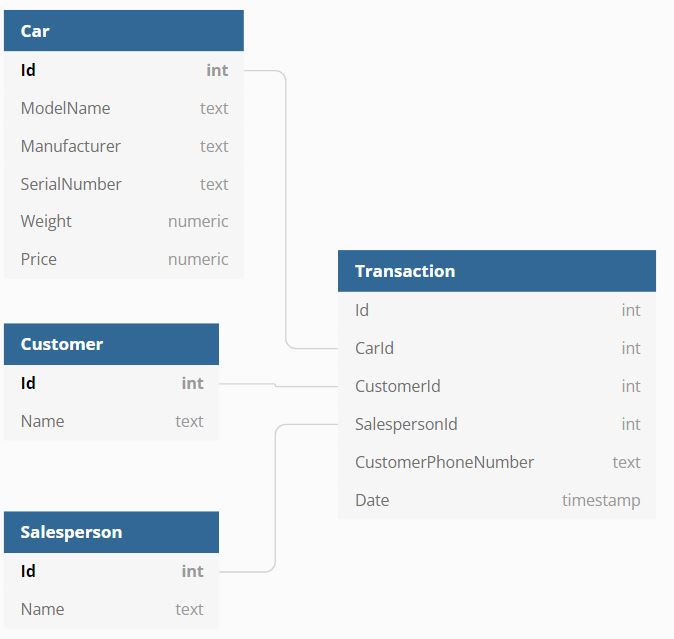 Car
Id int
ModelName text
Manufacturer text
SerialNumber text
Weight numeric
Price numeric
Customer
Id int
Name text
Salesperson
Id int
Name text
Transaction
Id int
CarId int
CustomerId int
SalespersonId int
CustomerPhoneNumber text
Date timestamp